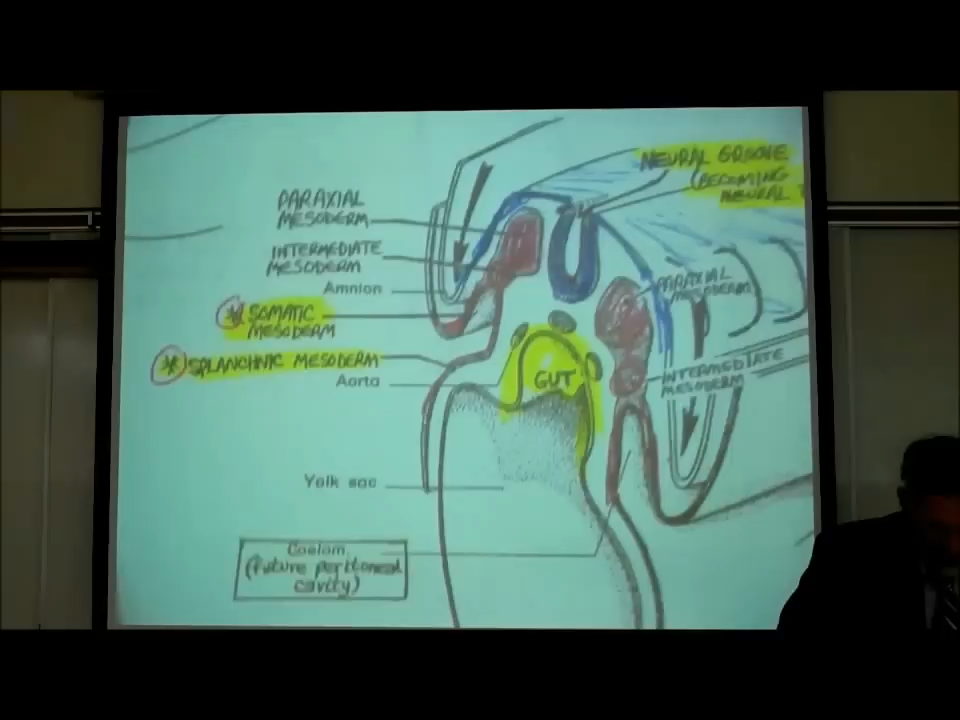 NEURAL GROOVE
(BECOMING
NEURAL T
PARAXIAL
MESODERM
INTERMEDIATE
MESODERM
Amnion
* SOMATIC
MESODERM
* SPLANCHNIC MESODERM
Aorta
GUT
PARAXIAL
MESODERM
INTERMEDIATE
MESODERM
Yolk sac
Coelom
(future peritoneal
cavity)